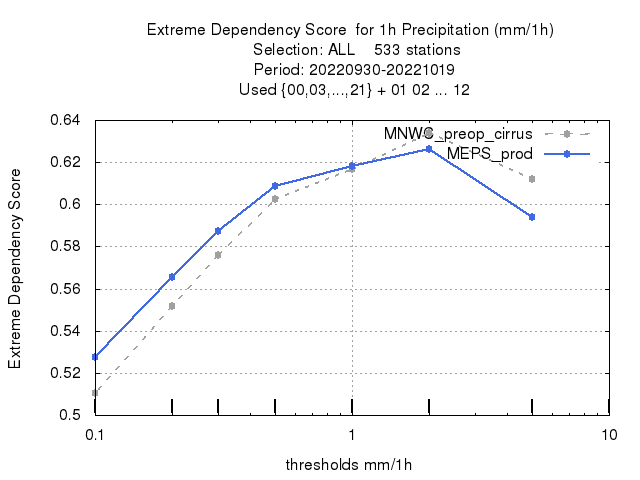 Extreme Dependency Score  for 1h Precipitation (mm/1h)
Selection: ALL    533 stations
Period: 20220930-20221019
Used {00,03,...,21} + 01 02 ... 12
MNWC_preop_cirrus
MEPS_prod
Extreme Dependency Score
0.64
0.62
0.6
0.58
0.56
0.54
0.52
0.5
0.1
1
10
thresholds mm/1h